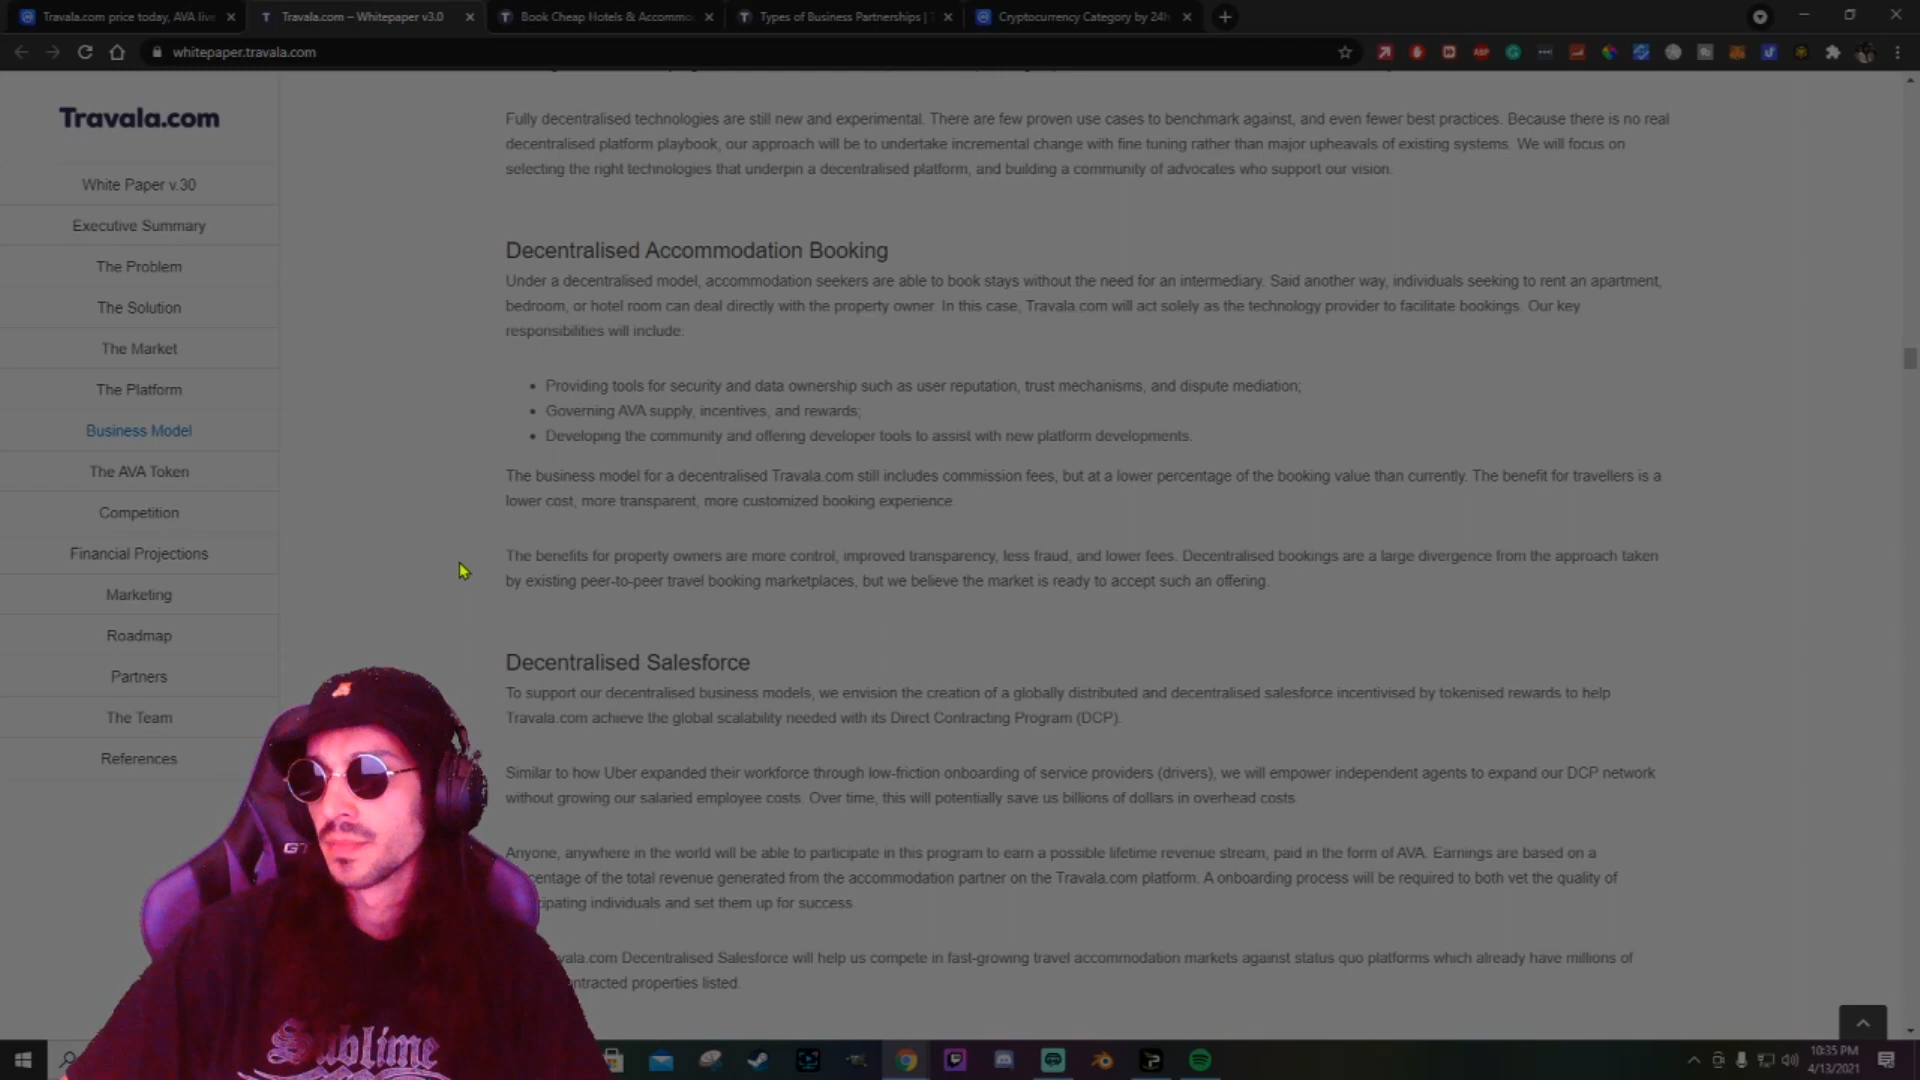 Travala.com price today, AVA live
Travala.com – Whitepaper v3.0
Book Cheap Hotels & Accommo
Types of Business Partnerships |
Cryptocurrency Category by 24h
whitepaper.travala.com
ABP
Travala.com
White Paper v.30
Executive Summary
The Problem
The Solution
The Market
The Platform
Business Model
The AVA Token
Competition
Financial Projections
Marketing
Roadmap
Partners
The Team
References
Fully decentralised technologies are still new and experimental. There are few proven use cases to benchmark against, and even fewer best practices. Because there is no real
decentralised platform playbook, our approach will be to undertake incremental change with fine tuning rather than major upheavals of existing systems. We will focus on
selecting the right technologies that underpin a decentralised platform, and building a community of advocates who support our vision.
Decentralised Accommodation Booking
Under a decentralised model, accommodation seekers are able to book stays without the need for an intermediary. Said another way, individuals seeking to rent an apartment,
bedroom, or hotel room can deal directly with the property owner. In this case, Travala.com will act solely as the technology provider to facilitate bookings. Our key
responsibilities will include:
• Providing tools for security and data ownership such as user reputation, trust mechanisms, and dispute mediation;
• Governing AVA supply, incentives, and rewards;
• Developing the community and offering developer tools to assist with new platform developments.
The business model for a decentralised Travala.com still includes commission fees, but at a lower percentage of the booking value than currently. The benefit for travellers is a
lower cost, more transparent, more customized booking experience.
The benefits for property owners are more control, improved transparency, less fraud, and lower fees. Decentralised bookings are a large divergence from the approach taken
by existing peer-to-peer travel booking marketplaces, but we believe the market is ready to accept such an offering.
Decentralised Salesforce
To support our decentralised business models, we envision the creation of a globally distributed and decentralised salesforce incentivised by tokenised rewards to help
Travala.com achieve the global scalability needed with its Direct Contracting Program (DCP).
Similar to how Uber expanded their workforce through low-friction onboarding of service providers (drivers), we will empower independent agents to expand our DCP network
without growing our salaried employee costs. Over time, this will potentially save us billions of dollars in overhead costs.
Anyone, anywhere in the world will be able to participate in this program to earn a possible lifetime revenue stream, paid in the form of AVA. Earnings are based on a
centage of the total revenue generated from the accommodation partner on the Travala.com platform. A onboarding process will be required to both vet the quality of
ipating individuals and set them up for success.
vala.com Decentralised Salesforce will help us compete in fast-growing travel accommodation markets against status quo platforms which already have millions of
ntracted properties listed.
GT
Sublime
10:35 PM
4/13/2021